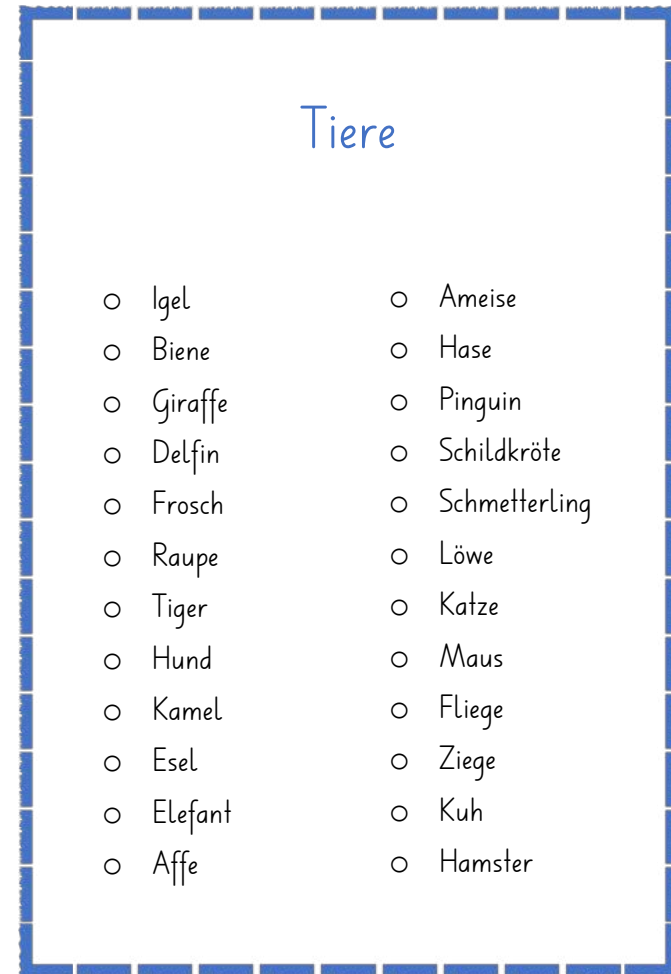 Tiere
Igel
Biene
Giraffe
Delfin
Frosch
Raupe
Tiger
Hund
Kamel
Esel
Elefant
Affe
Ameise
Hase
Pinguin
Schildkröte
Schmetterling
Löwe
Katze
Maus
Fliege
Ziege
Kuh
Hamster